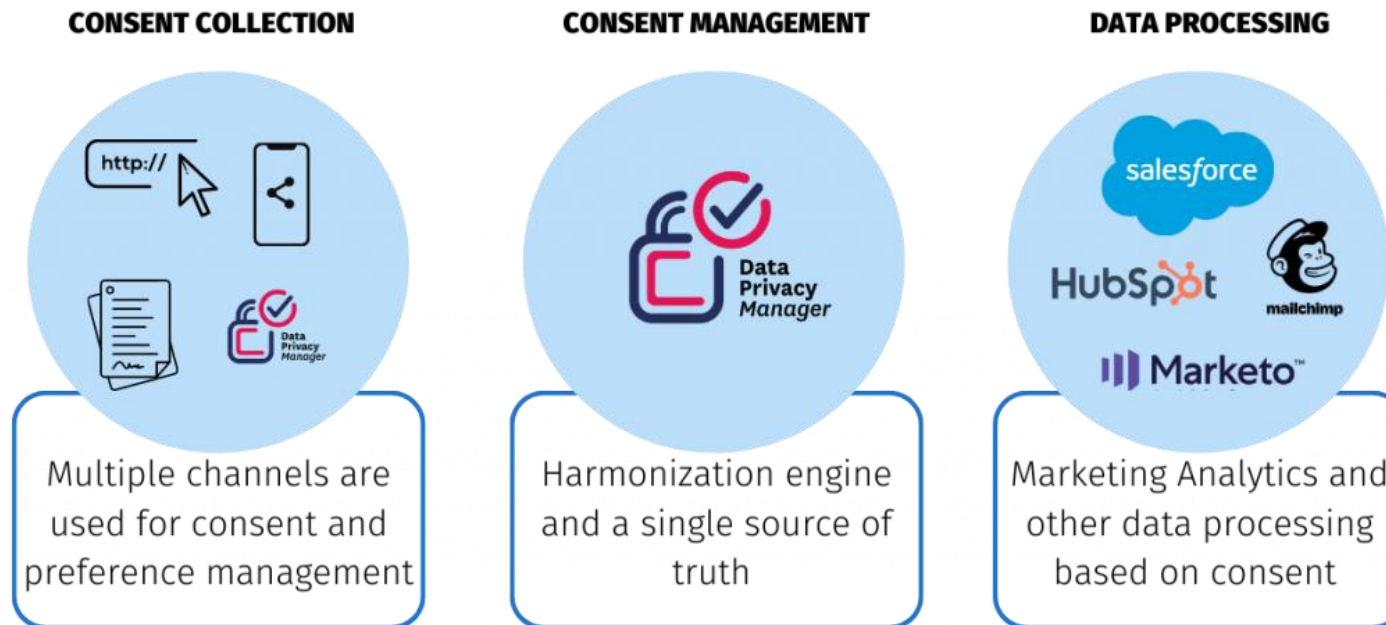 CONSENT COLLECTION
CONSENT MANAGEMENT
DATA PROCESSING
http://
Data
Privacy
Manager
Multiple channels are
used for consent and
preference management
Data
Privacy
Manager
Harmonization engine
and a single source of
truth
salesforce
HubSpot
mailchimp
Marketo™
Marketing Analytics and
other data processing
based on consent